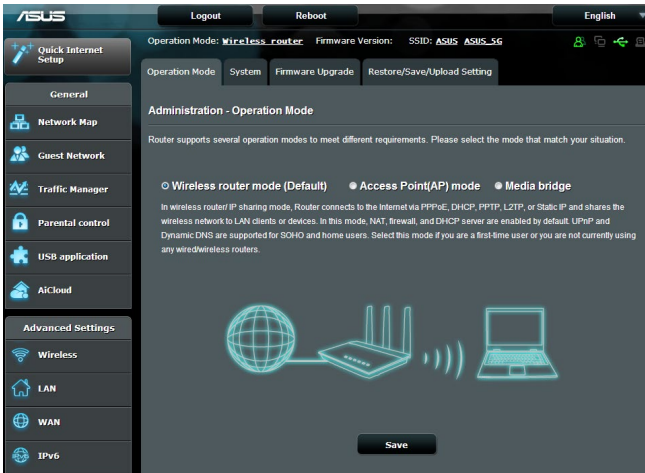 ASUS
Logout
Reboot
English
Quick Internet
Setup
Operation Mode: Wireless router Firmware Version: SSID: ASUS ASUS_5G
Operation Mode
System
Firmware Upgrade
Restore/Save/Upload Setting
General
Network Map
Guest Network
Traffic Manager
Parental control
USB application
AiCloud
Advanced Settings
Wireless
LAN
WAN
IPv6
Administration - Operation Mode
Router supports several operation modes to meet different requirements. Please select the mode that match your situation.
Wireless router mode (Default)
Access Point(AP) mode
Media bridge
In wireless router/ IP sharing mode, Router connects to the Internet via PPPoE, DHCP, PPTP, L2TP, or Static IP and shares the
wireless network to LAN clients or devices. In this mode, NAT, firewall, and DHCP server are enabled by default. UPnP and
Dynamic DNS are supported for SOHO and home users. Select this mode if you are a first-time user or you are not currently using
any wired/wireless routers.
Save